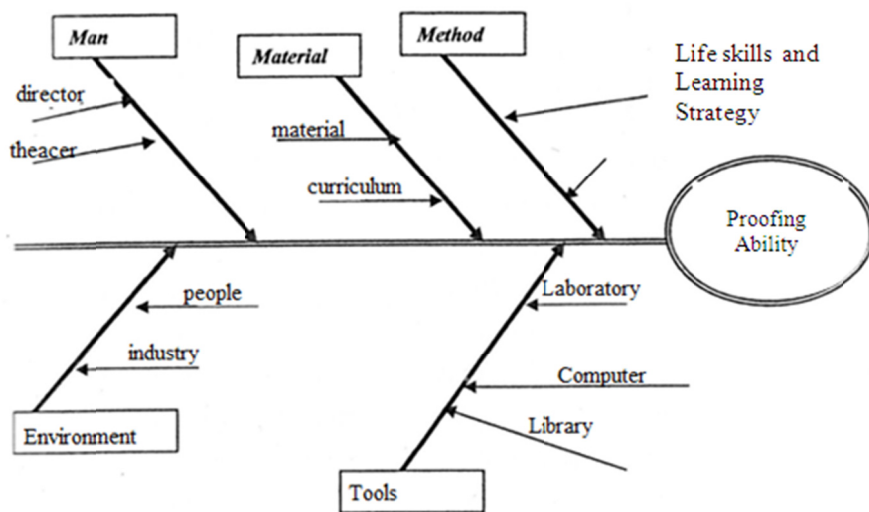 Man
Material
Method
Life skills and
Learning
Strategy
director
theacer
material
curriculum
Proofing
Ability
people
industry
Laboratory
Computer
Library
Environment
Tools